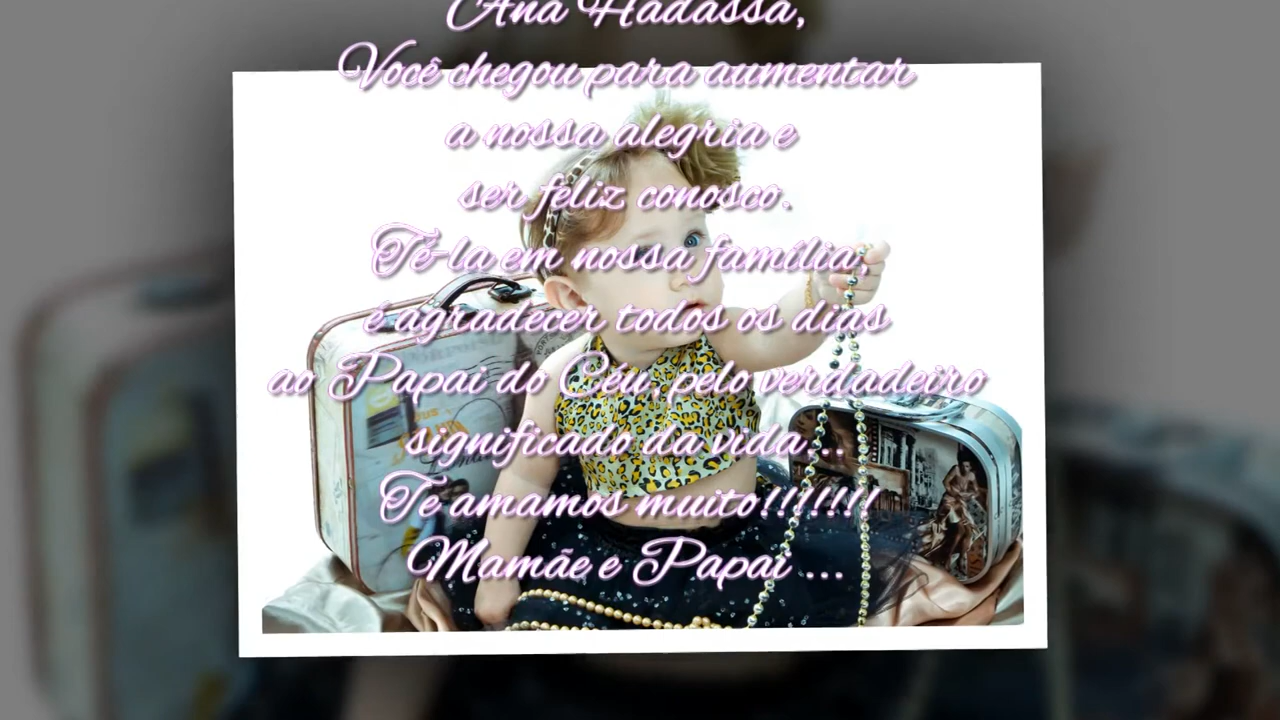 Ana Hadassa,
Você chegou para aumentar
a nossa alegria e
ser feliz conosco.
Tê-la em nossa família,
é agradecer todos os dias
ao Papai do Céu, pelo verdadeiro
significado da vida...
Te amamos muito!!!!!!!
Mamãe e Papai ...